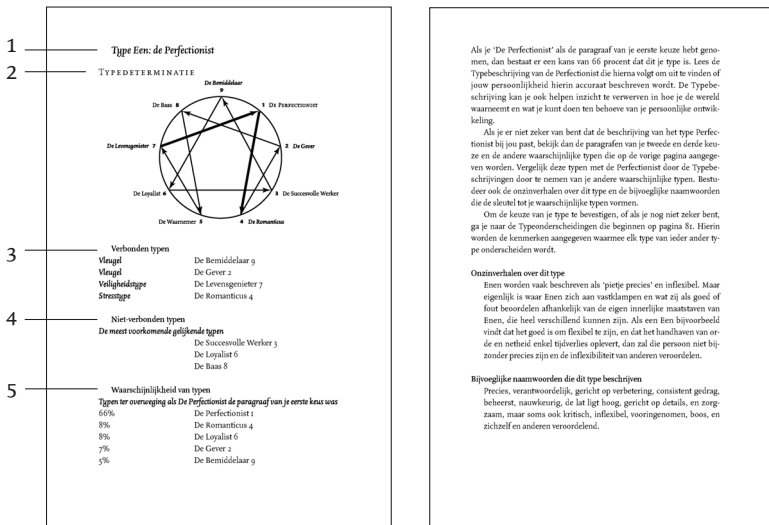 1
Type Een: de Perfectionist
2
TYPEDETERMINATIE
De Bemiddelaar
9
De Baas 8
1 DE PERFECTIONIST
De Levensgenieter 7
2 De Gever
De Loyalist 6
3 De Succesvolle Werker
De Waarnemer 5
4 De Romanticus
3
Verbonden typen
Vleugel De Bemiddelaar 9
Vleugel De Gever 2
Veiligheidstype De Levensgenieter 7
Stresstype De Romanticus 4
4
Niet-verbonden typen
De meest voorkomende gelijkende typen
De Succesvolle Werker 3
De Loyalist 6
De Baas 8
5
Waarschijnlijkheid van typen
Typen ter overweging als De Perfectionist de paragraaf van je eerste keus was
66% De Perfectionist 1
8% De Romanticus 4
8% De Loyalist 6
7% De Gever 2
5% De Bemiddelaar 9
Als je ‘De Perfectionist’ als de paragraaf van je eerste keuze hebt geno-
men, dan bestaat er een kans van 66 procent dat dit je type is. Lees de
Typebeschrijving van de Perfectionist die hierna volgt om uit te vinden of
jouw persoonlijkheid hierin accuraat beschreven wordt. De Typebe-
schrijving kan je ook helpen inzicht te verwerven in hoe je de wereld
waarneemt en wat je kunt doen ten behoeve van je persoonlijke ontwik-
keling.
Als je er niet zeker van bent dat de beschrijving van het type Perfec-
tionist bij jou past, bekijk dan de paragrafen van je tweede en derde keu-
ze en de andere waarschijnlijke typen die op de vorige pagina aangege-
ven worden. Vergelijk deze typen met de Perfectionist door de Typebe-
schrijvingen door te nemen van je andere waarschijnlijke typen. Bestu-
deer ook de onzinverhalen over dit type en de bijvoeglijke naamwoorden
die de sleutel tot je waarschijnlijke typen vormen.
Om de keuze van je type te bevestigen, of als je nog niet zeker bent,
ga je naar de Typeonderscheidingen die beginnen op pagina 81. Hierin
worden de kenmerken aangegeven waarmee elk type van ieder ander ty-
pe onderscheiden wordt.
Onzinverhalen over dit type
Enen worden vaak beschreven als ‘pietje precies’ en inflexibel. Maar
eigenlijk is waar Enen zich aan vastklampen en wat zij als goed of
fout beoordelen afhankelijk van de eigen innerlijke maatstaven van
Enen, die heel verschillend kunnen zijn. Als een Een bijvoorbeeld
vindt dat het goed is om flexibel te zijn, en dat het handhaven van or-
de en netheid enkel tijdverlies oplevert, dan zal die persoon niet bij-
zonder precies zijn en de inflexibiliteit van anderen veroordelen.
Bijvoeglijke naamwoorden die dit type beschrijven
Precies, verantwoordelijk, gericht op verbetering, consistent gedrag,
beheerst, nauwkeurig, de lat ligt hoog, gericht op details, en zorg-
zaam, maar soms ook kritisch, inflexibel, vooringenomen, boos, en
zichzelf en anderen veroordelend.